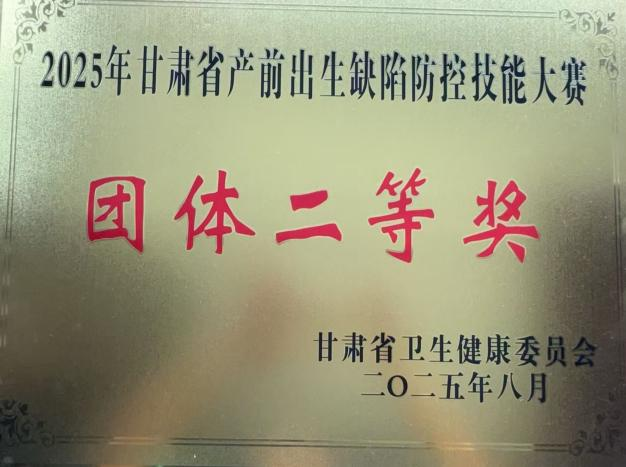 2025年甘肃省产前出生缺陷防控技能大赛
团体二等奖
甘肃省卫生健康委员会
二〇二五年八月